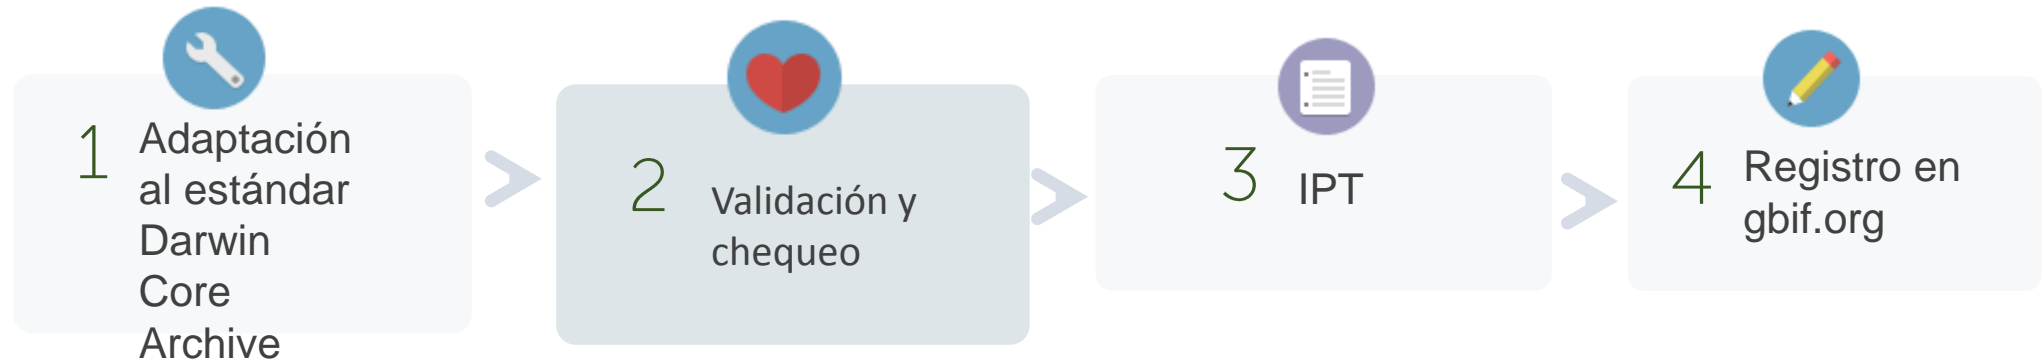 1
Adaptación
al estándar
Darwin
Core
Archive
2
Validación y
chequeo
3
IPT
4
Registro en
gbif.org